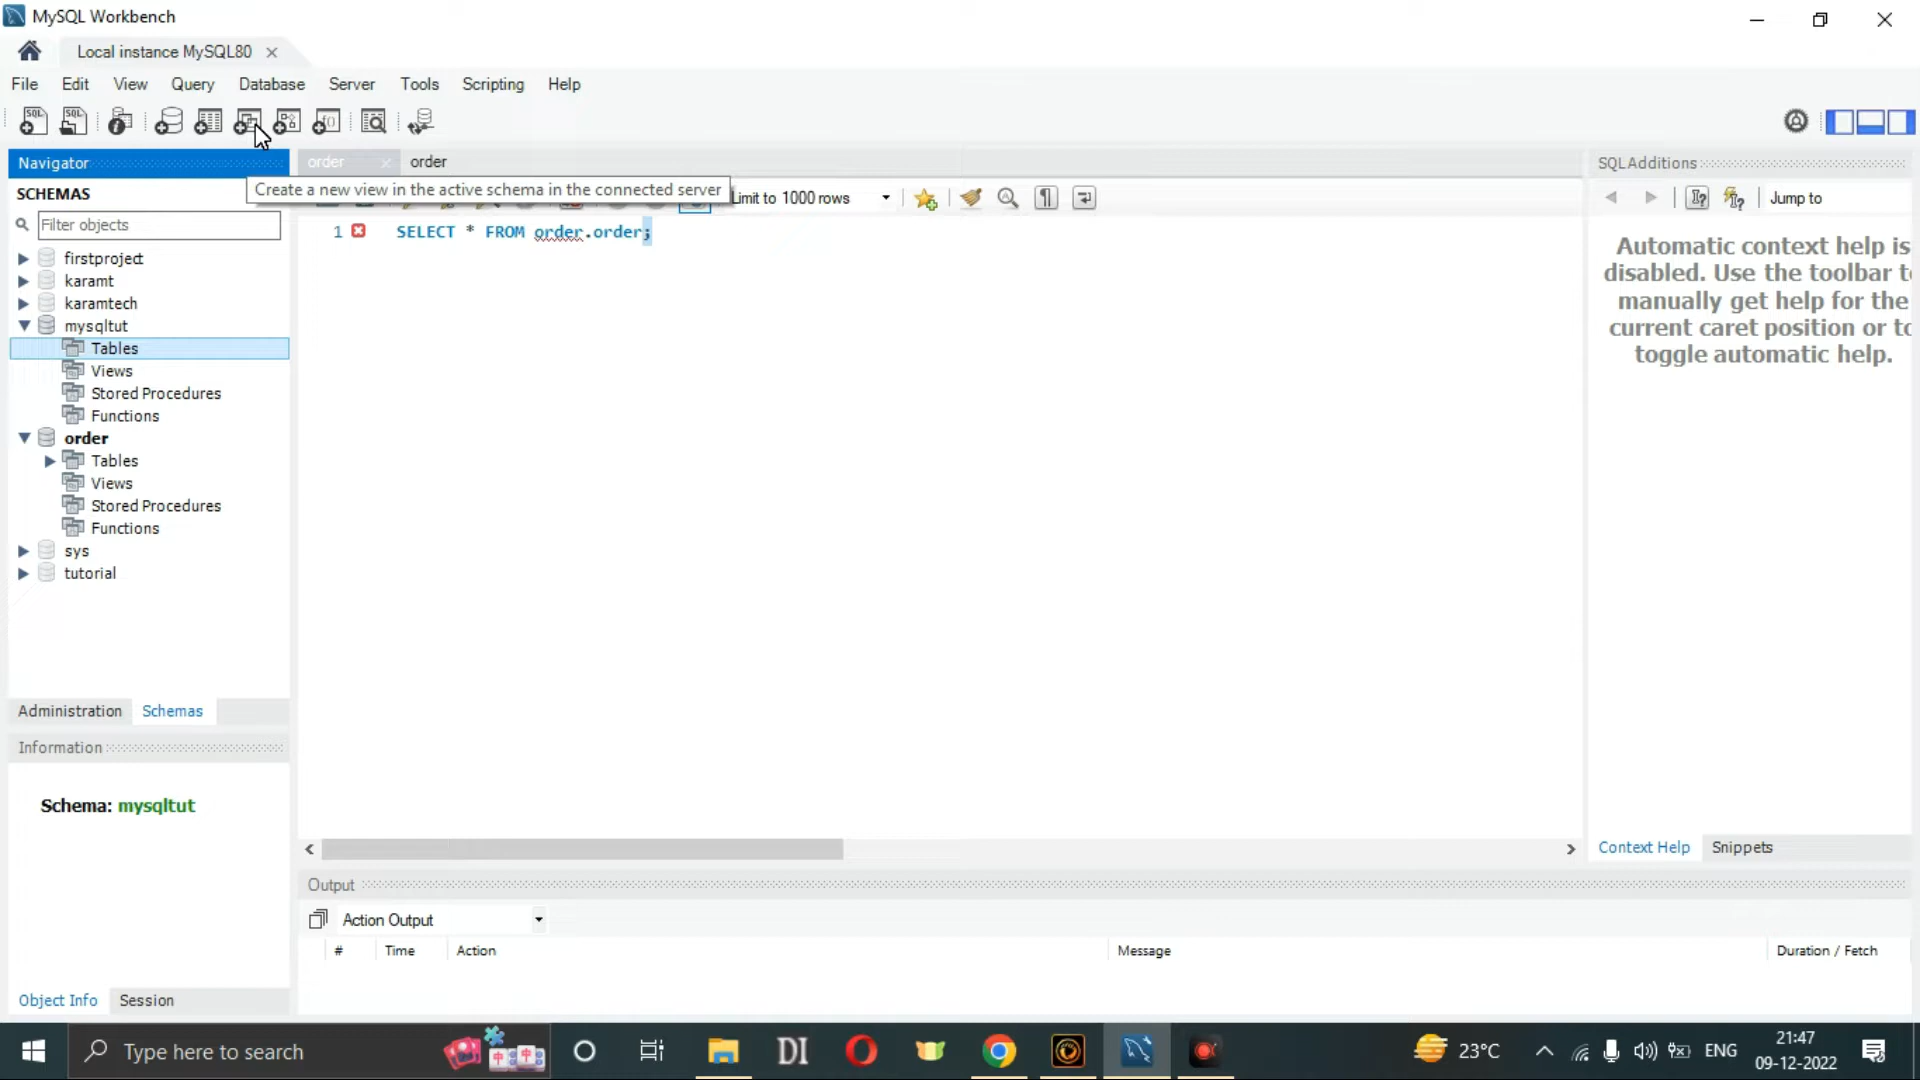 MySQL Workbench
Local instance MySQL80
File Edit View Query Database Server Tools Scripting Help
Navigator
order order
SQLAdditions
SCHEMAS
Create a new view in the active schema in the connected server
Limit to 1000 rows
Jump to
Filter objects
1 SELECT * FROM order.order;
firstproject
karamt
karamtech
mysqltut
Tables
Views
Stored Procedures
Functions
order
Tables
Views
Stored Procedures
Functions
sys
tutorial
Automatic context help is
disabled. Use the toolbar t
manually get help for the
current caret position or to
toggle automatic help.
Administration Schemas
Information
Schema: mysqltut
Context Help Snippets
Output
Action Output
# Time Action Message Duration / Fetch
Object Info Session
Type here to search
DI
23°C
ENG
21:47
09-12-2022